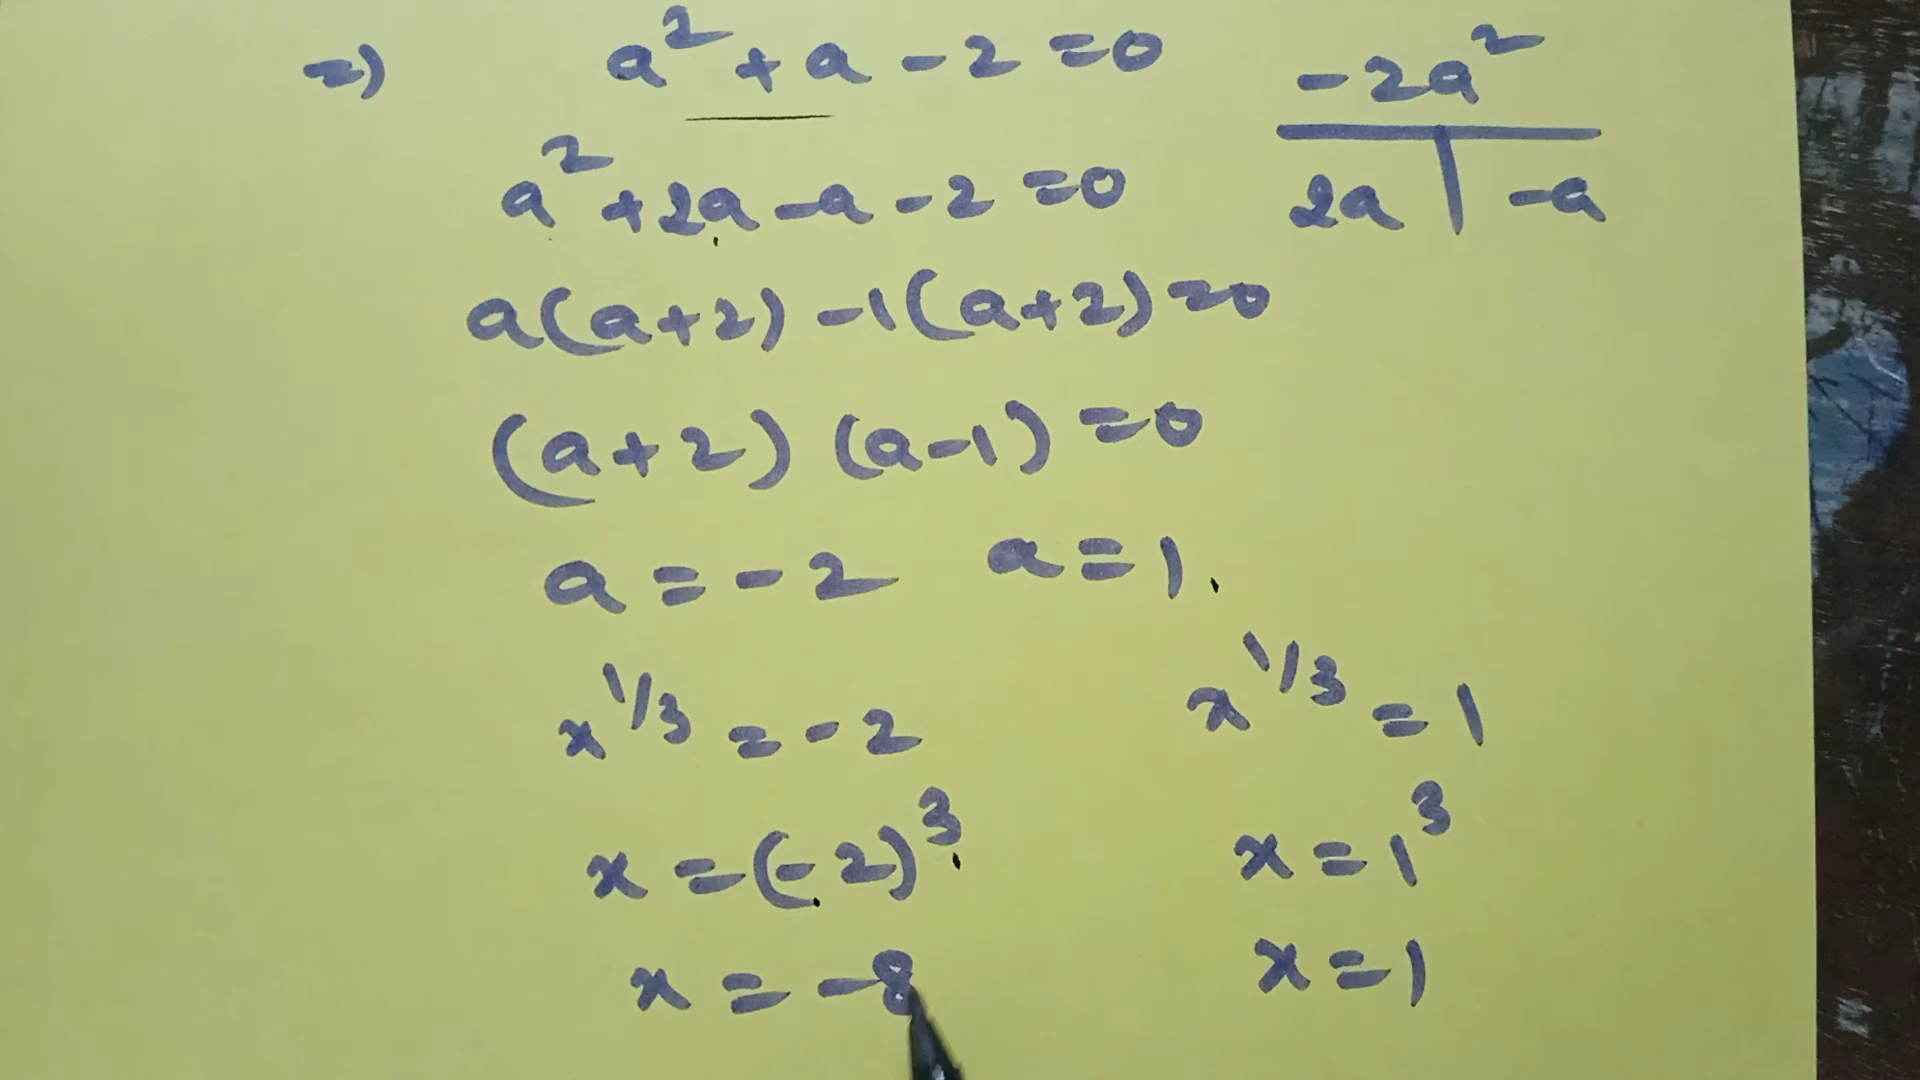 =) a² + a - 2 = 0
-2a²
2a | -a
a² + 2a - a - 2 = 0
a(a+2) - 1(a+2) = 0
(a+2) (a-1) = 0
a = -2 a = 1.
x^1/3 = -2 x^1/3 = 1
x = (-2)³ x = 1³
x = -8 x = 1